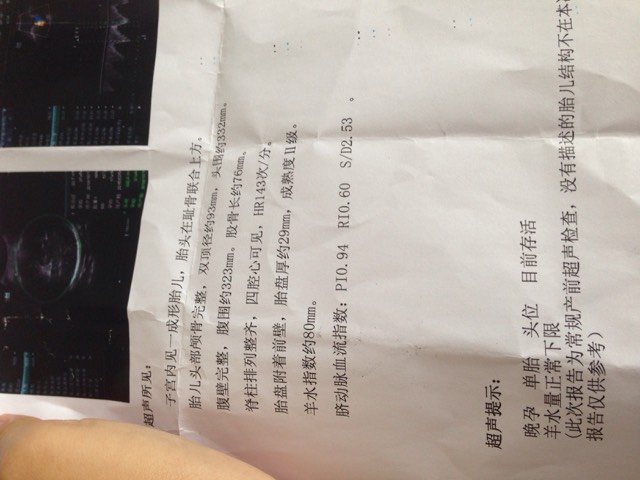 超声所见：
子宫内见一成形胎儿，胎头在耻骨联合上方。
胎儿头部颅骨完整，双顶径约93mm，头围约332mm。
腹壁完整，腹围约323mm。股骨长约76mm。
脊柱排列整齐，四腔心可见，HR143次/分。
胎盘附着前壁，胎盘厚约29mm，成熟度Ⅱ级。
羊水指数约80mm。
脐动脉血流指数：PI0.94 RI0.60 S/D2.53 。
超声提示：
晚孕 单胎 头位 目前存活
羊水量正常下限
(此次报告为常规产前超声检查，没有描述的胎儿结构不在本
报告仅供参考)